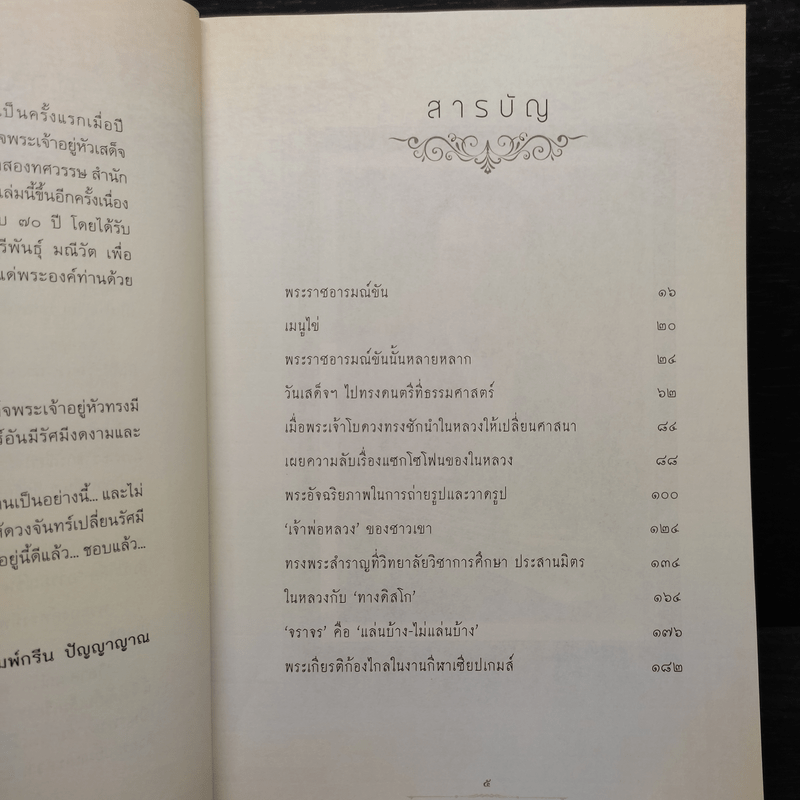 เป็นครั้งแรกเมื่อปี
จพระเจ้าอยู่หัวเสด็จ
สองทศวรรษ สำนัก
เล่มนี้ขึ้นอีกครั้งเนื่อง
๗๐ ปี โดยได้รับ
รีพันธุ์ มณีวัต เพื่อ
แด่พระองค์ท่านด้วย
จพระเจ้าอยู่หัวทรงมี
ร์อันมีรัศมีงดงามและ
านเป็นอย่างนี้... และไม่
ห้ดวงจันทร์เปลี่ยนรัศมี
อยู่นี้ดีแล้ว... ชอบแล้ว...
มพ์กรีน ปัญญาญาณ
สารบัญ
พระราชอารมณ์ขัน ๑๖
เมนูไข่ ๒๐
พระราชอารมณ์ขันนั้นหลายหลาก ๒๔
วันเสด็จฯ ไปทรงดนตรีที่ธรรมศาสตร์ ๖๒
เมื่อพระเจ้าโบดวงทรงชักนำในหลวงให้เปลี่ยนศาสนา ๘๔
เผยความลับเรื่องแซกโซโฟนของในหลวง ๘๘
พระอัจฉริยภาพในการถ่ายรูปและวาดรูป ๑๐๐
‘เจ้าพ่อหลวง’ ของชาวเขา ๑๒๔
ทรงพระสำราญที่วิทยาลัยวิชาการศึกษา ประสานมิตร ๑๓๔
ในหลวงกับ ‘ทางดิสโก’ ๑๖๔
‘จราจร’ คือ ‘แล่นบ้าง-ไม่แล่นบ้าง’ ๑๗๖
พระเกียรติก้องไกลในงานกีฬาเซียปเกมส์ ๑๘๒
๕